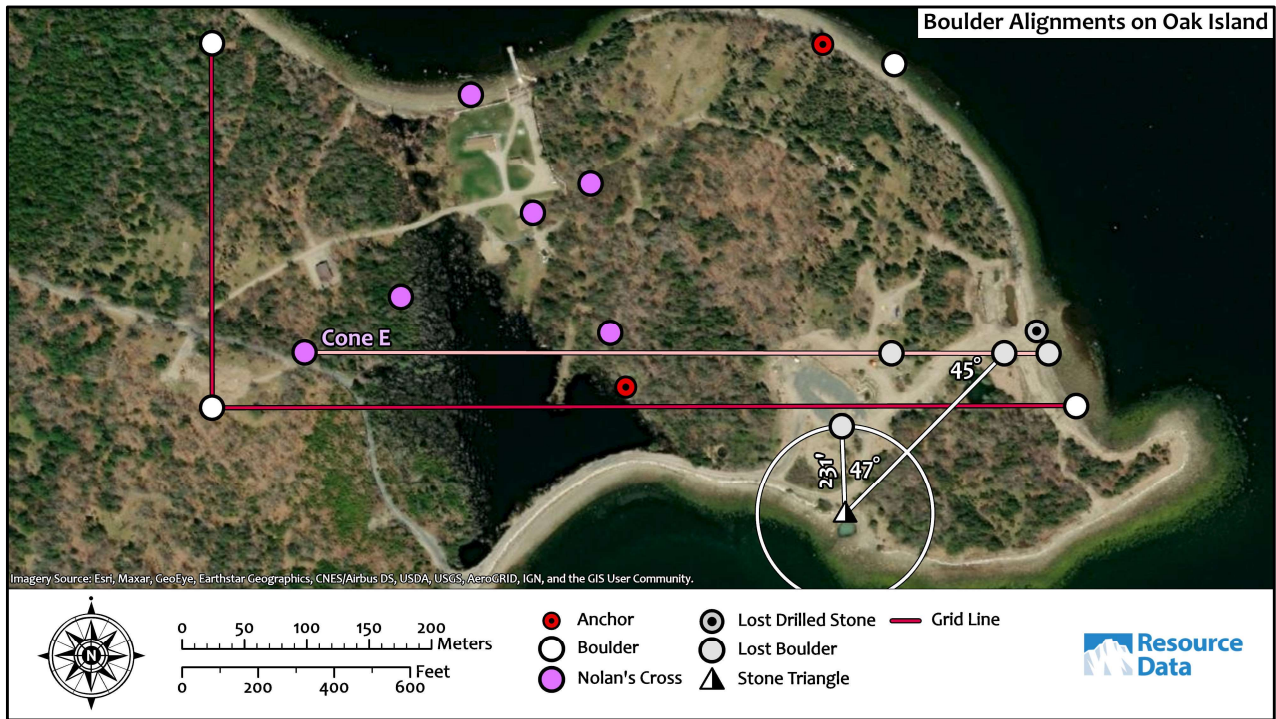 Boulder Alignments on Oak Island
Cone E
45°
231'
47°
Imagery Source: Esri, Maxar, GeoEye, Earthstar Geographics, CNES/Airbus DS, USDA, USGS, AeroGRID, IGN, and the GIS User Community.
N
0 50 100 150 200
Meters
Feet
0 200 400 600
Anchor
Boulder
Nolan's Cross
Lost Drilled Stone
Lost Boulder
Stone Triangle
Grid Line
Resource
Data